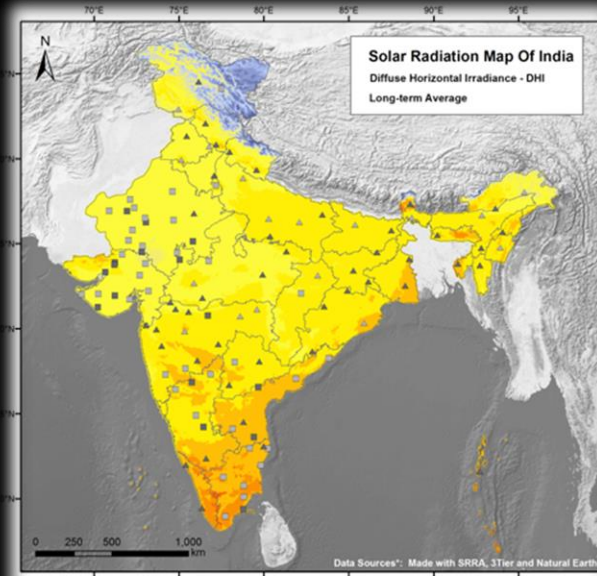 70°E 75°E 80°E 85°E 90°E 95°E
N
Solar Radiation Map Of India
Diffuse Horizontal Irradiance - DHI
Long-term Average
0 250 500 1,000
km
Data Sources*: Made with SRRA, 3Tier and Natural Earth